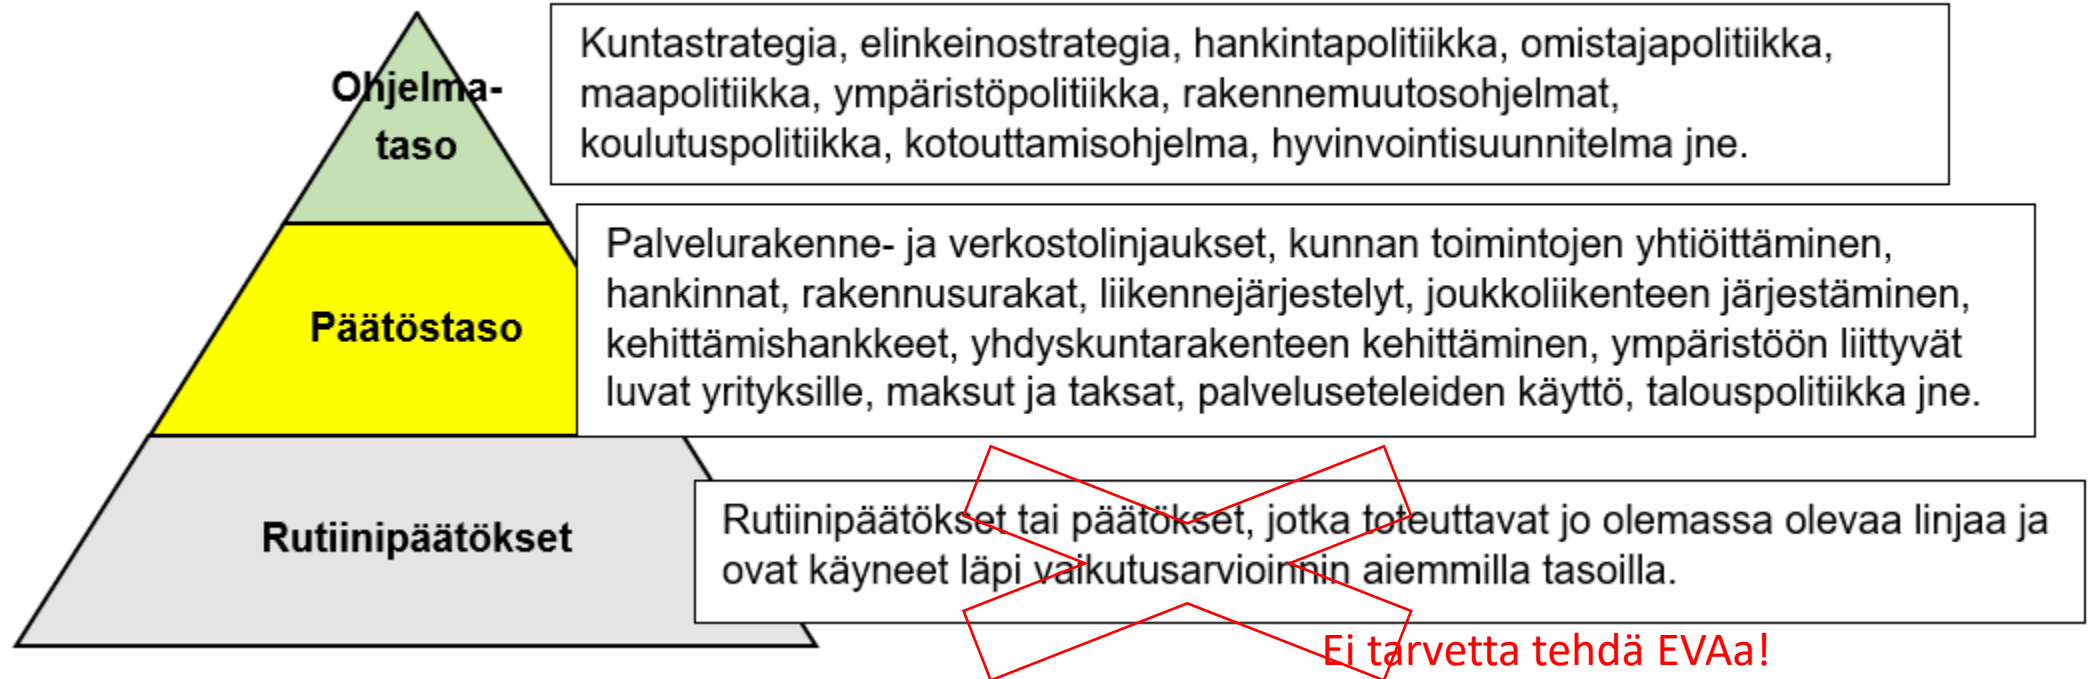 Ohjelma-
taso
Kuntastrategia, elinkeinostrategia, hankintapolitiikka, omistajapolitiikka,
maapolitiikka, ympäristöpolitiikka, rakennemuutosohjelmat,
koulutuspolitiikka, kotouttamisohjelma, hyvinvointisuunnitelma jne.
Päätöstaso
Palvelurakenne- ja verkostolinjaukset, kunnan toimintojen yhtiöittäminen,
hankinnat, rakennusurakat, liikennejärjestelyt, joukkoliikenteen järjestäminen,
kehittämishankkeet, yhdyskuntarakenteen kehittäminen, ympäristöön liittyvät
luvat yrityksille, maksut ja taksat, palveluseteleiden käyttö, talouspolitiikka jne.
Rutiinipäätökset
Rutiinipäätökset tai päätökset, jotka toteuttavat jo olemassa olevaa linjaa ja
ovat käyneet läpi vaikutusarvioinnin aiemmilla tasoilla.
Ei tarvetta tehdä EVAa!